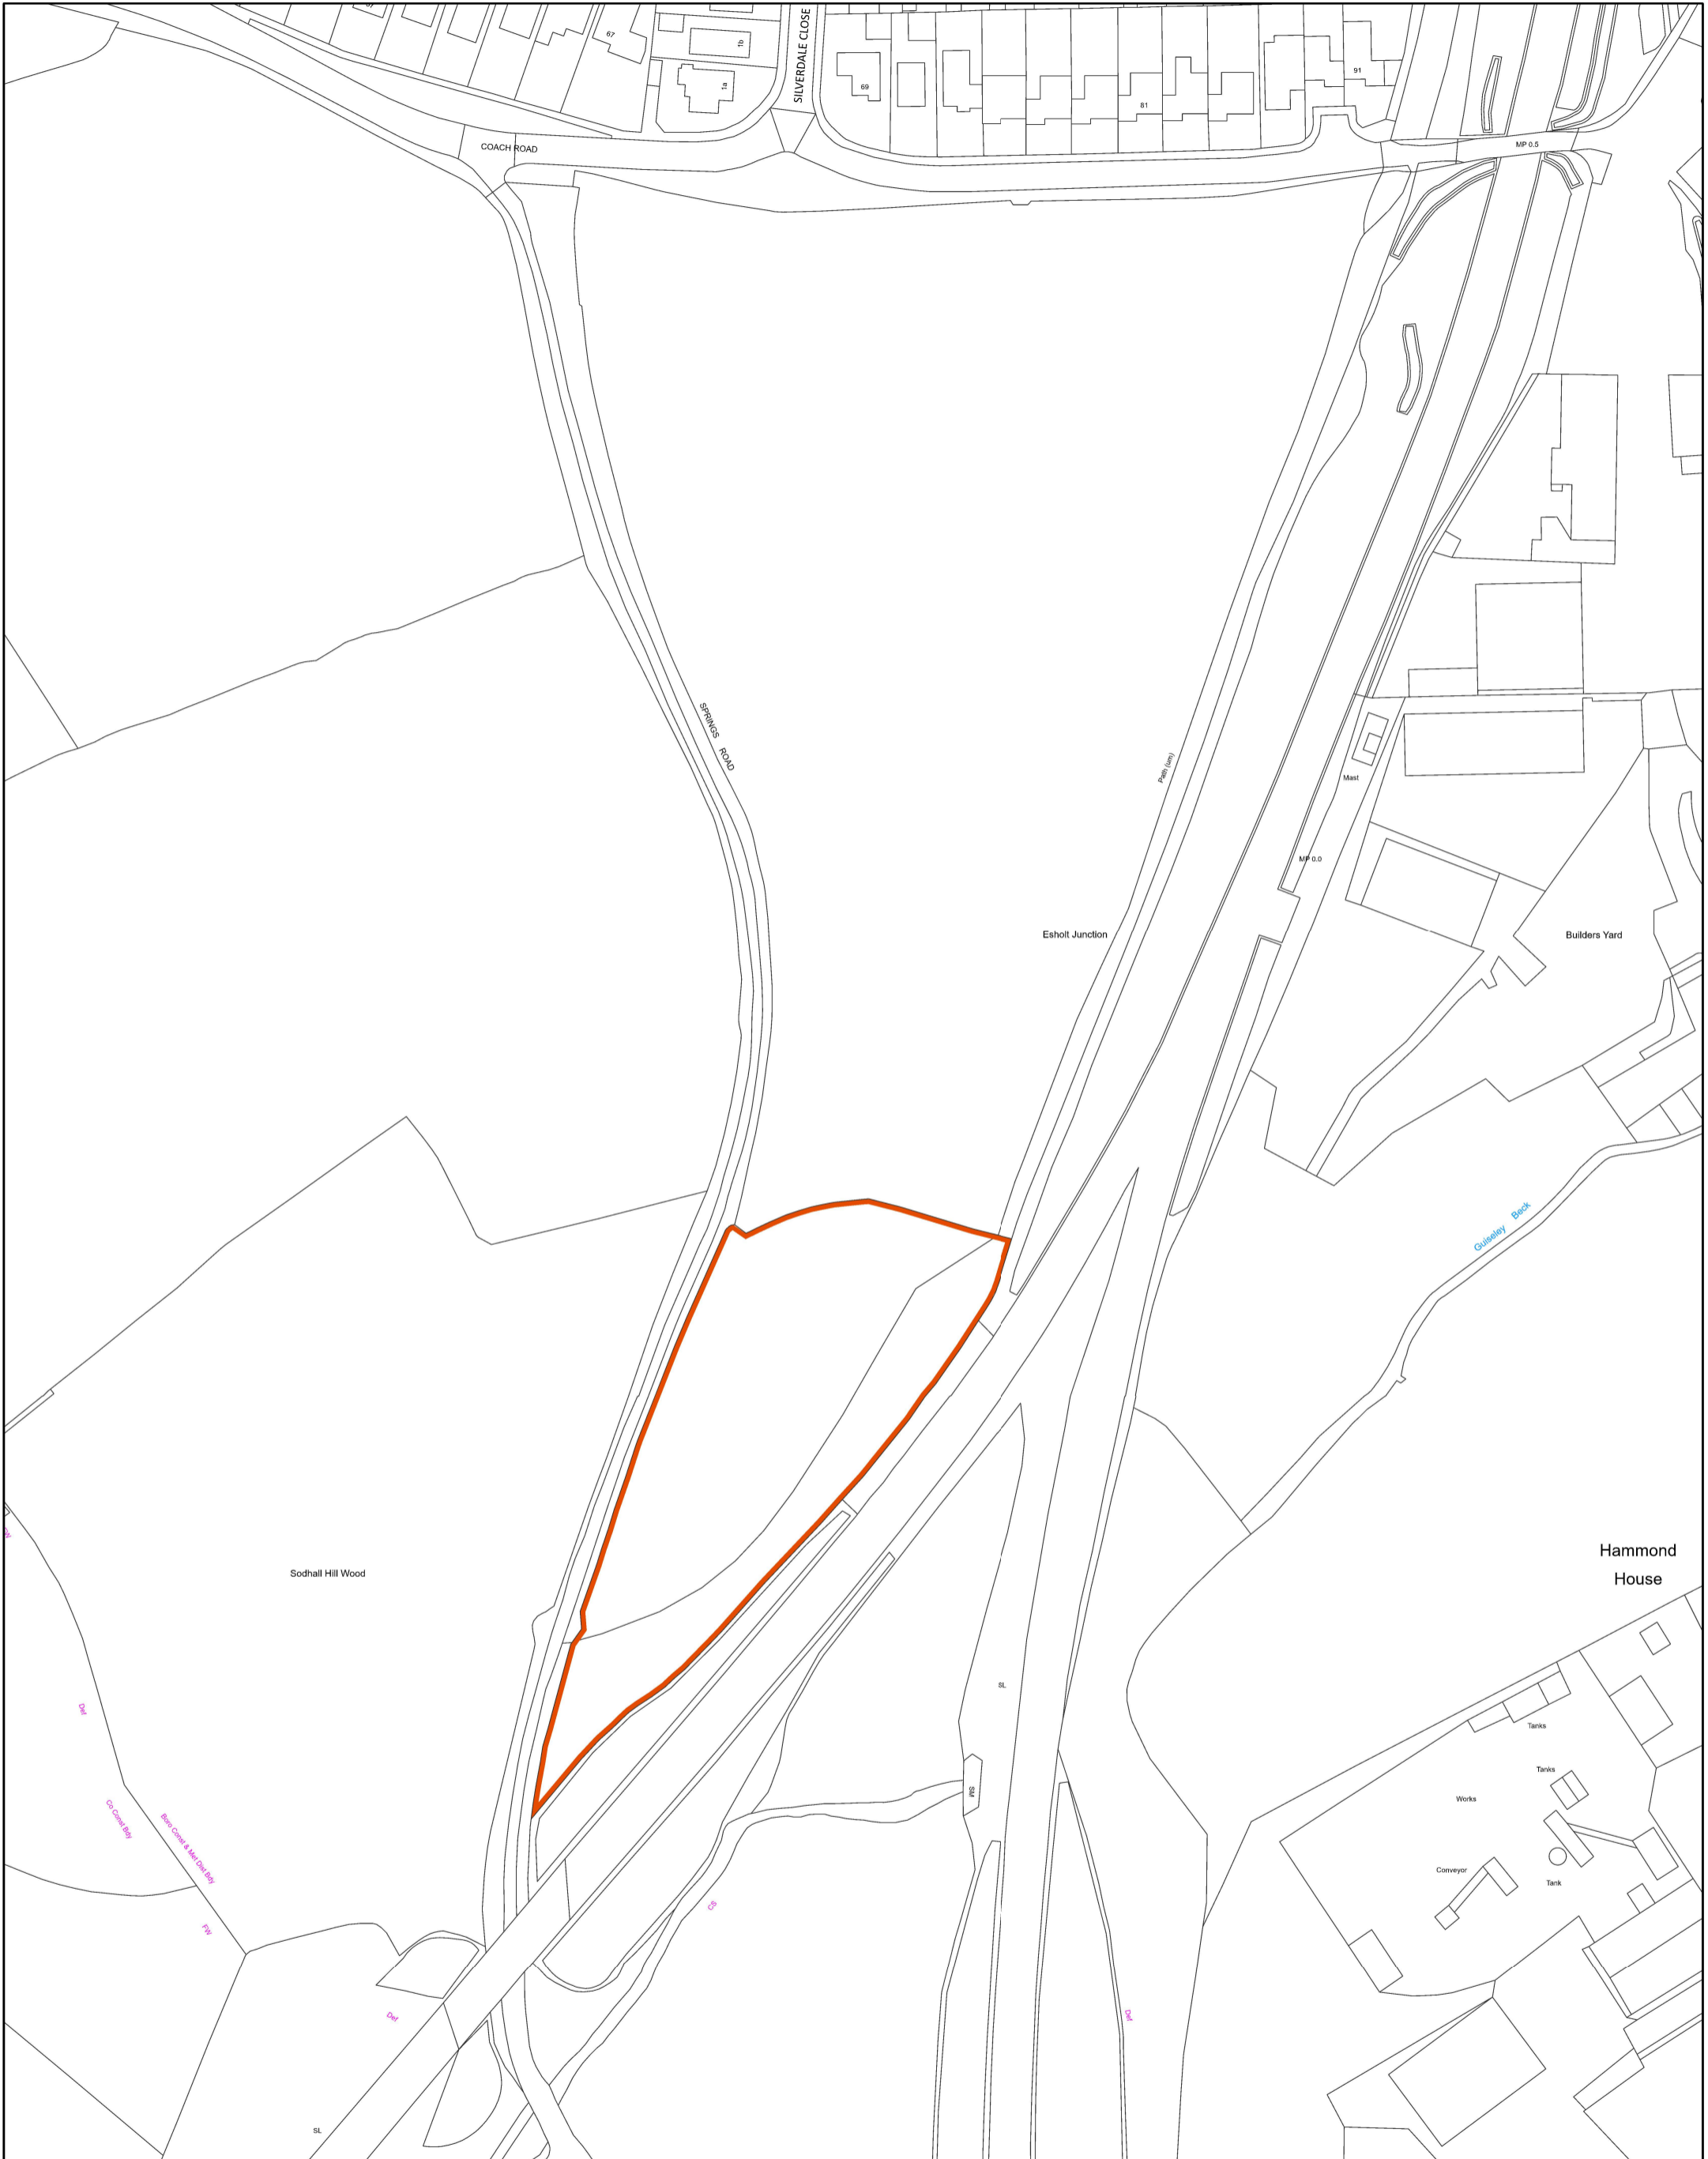 67
1b
1a
SILVERDALE CLOSE
69
81
91
COACH ROAD
MP 0.5
SPRINGS ROAD
Path (um)
Mast
MP 0.0
Esholt Junction
Builders Yard
Guiseley Beck
Hammond
House
Sodhall Hill Wood
SL
Def
Tanks
Tanks
Works
SM
Co Const Bdy
Boro Const & Met Dist Bdy
Conveyor
Tank
CS
FW
Def
Def
SL